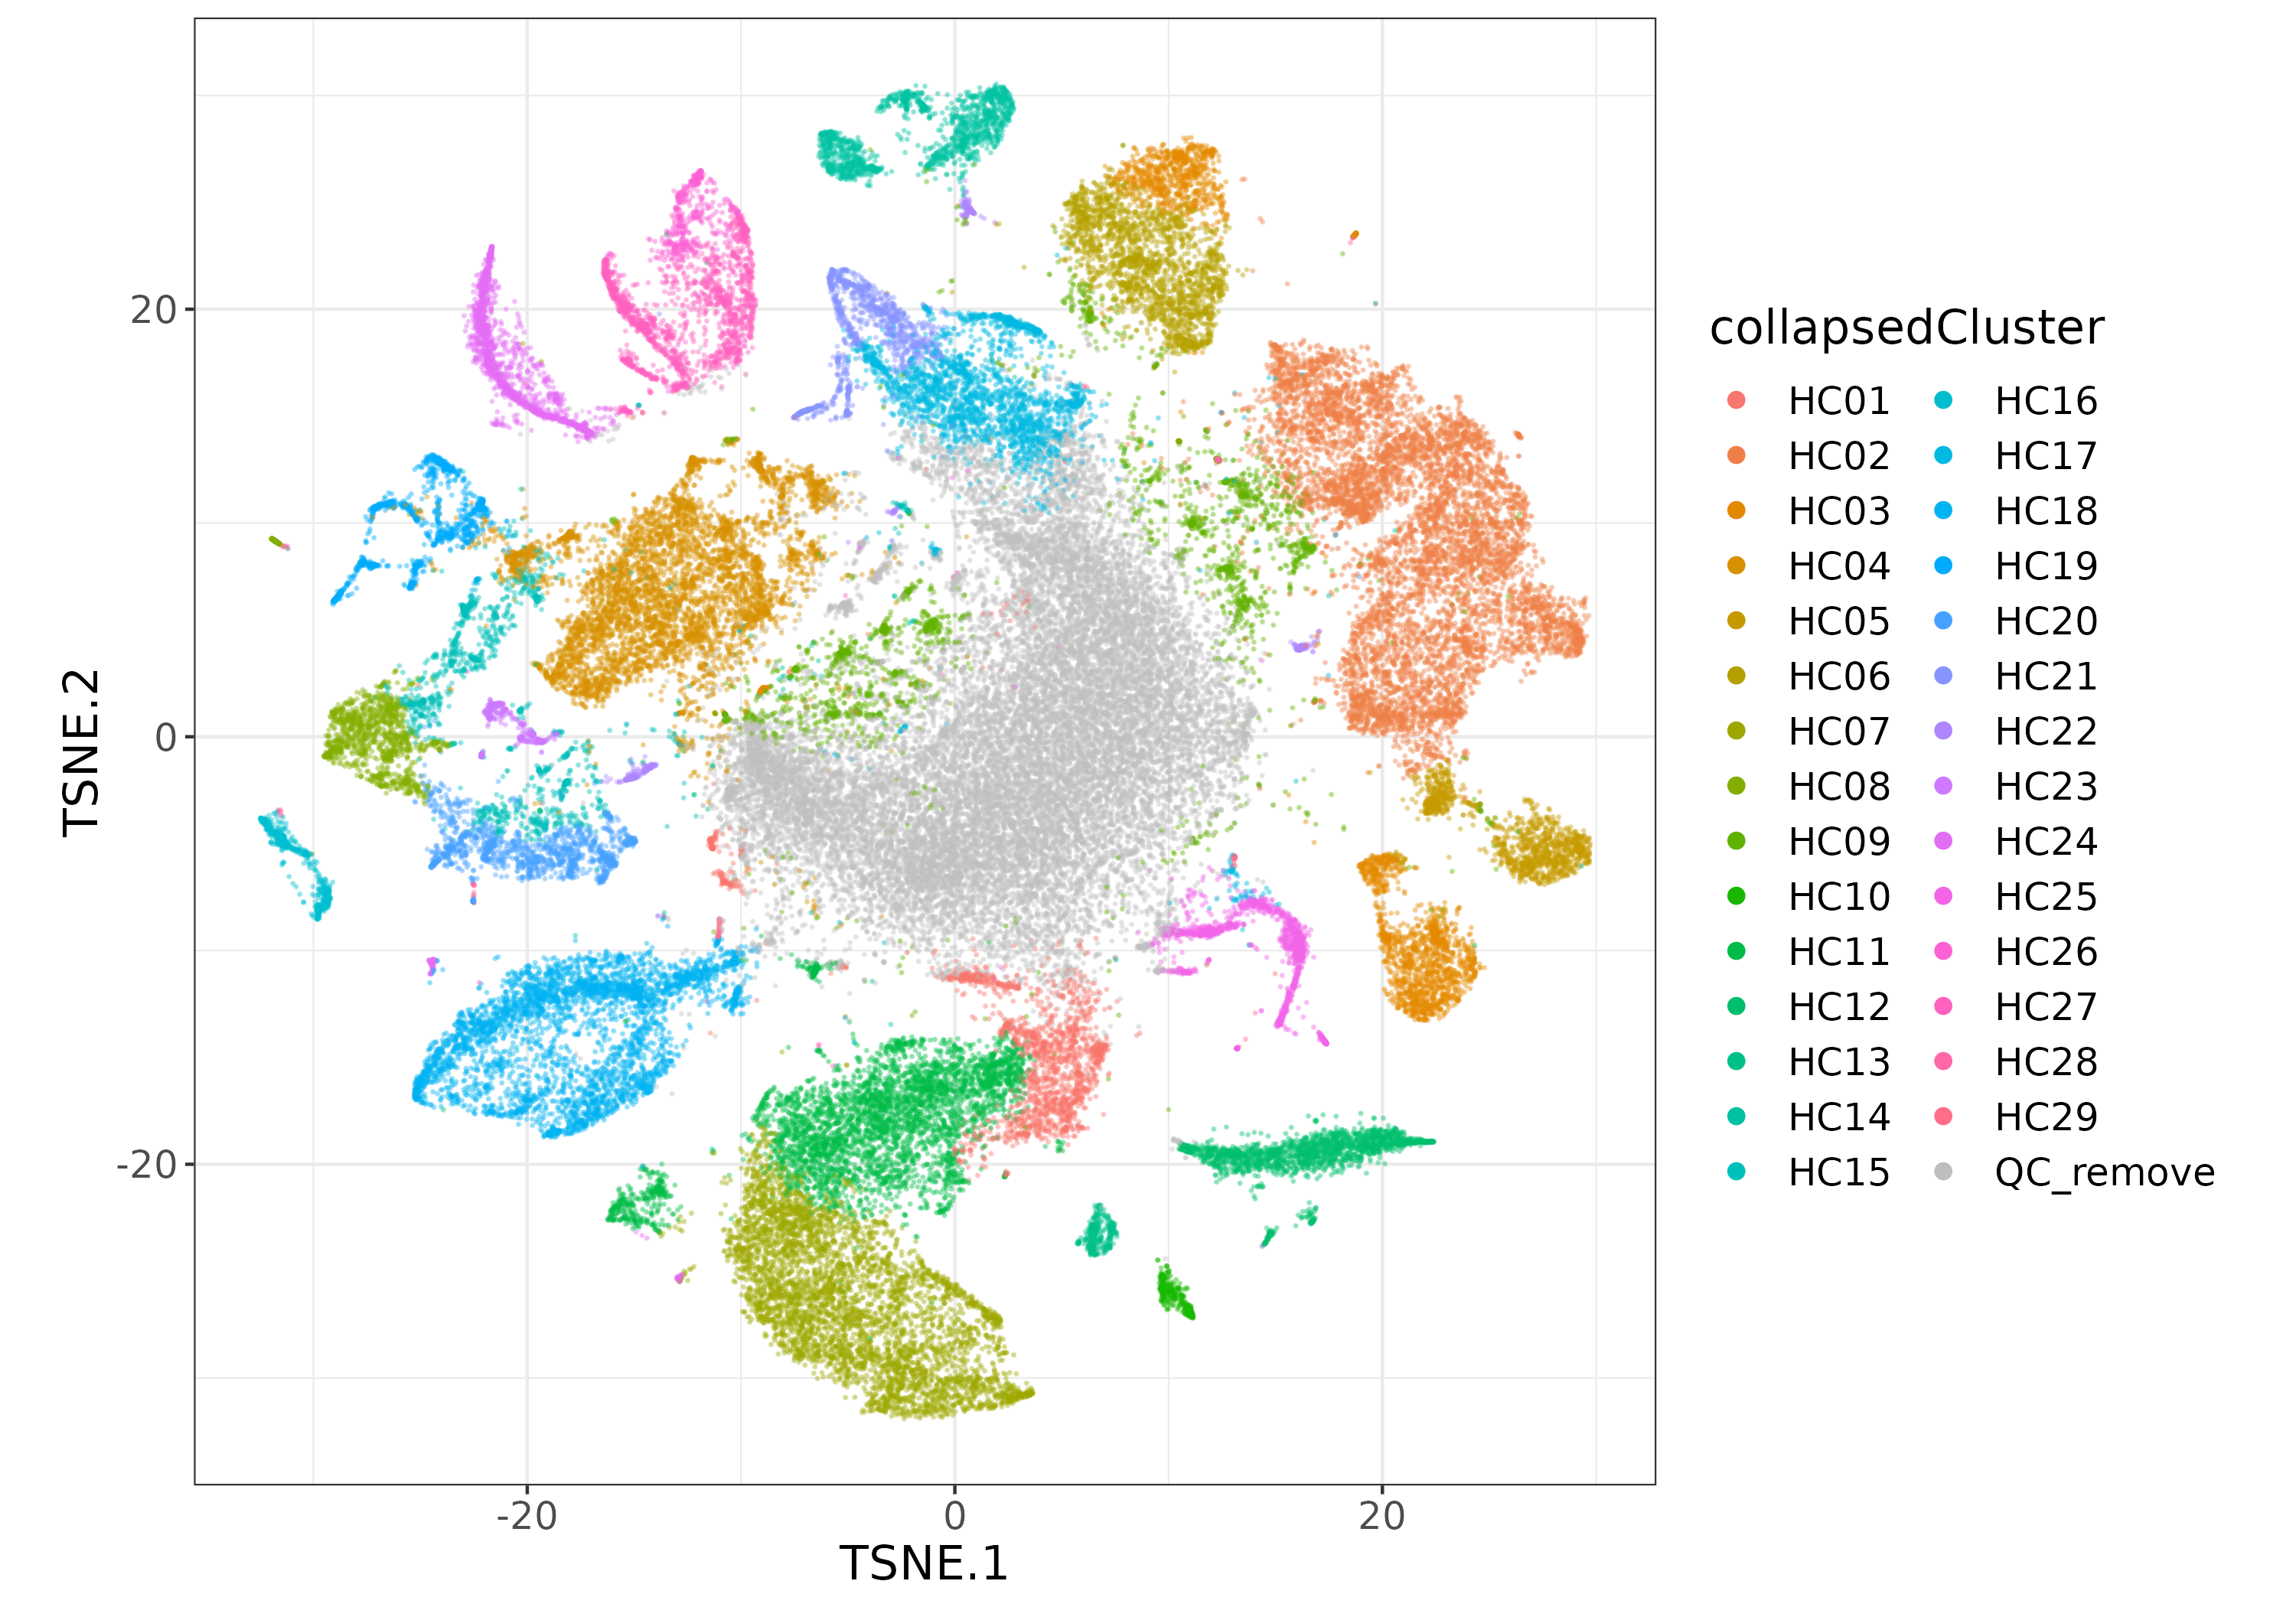 20
0
-20
TSNE.2
-20
0
20
TSNE.1
collapsedCluster
HC01
HC02
HC03
HC04
HC05
HC06
HC07
HC08
HC09
HC10
HC11
HC12
HC13
HC14
HC15
HC16
HC17
HC18
HC19
HC20
HC21
HC22
HC23
HC24
HC25
HC26
HC27
HC28
HC29
QC_remove